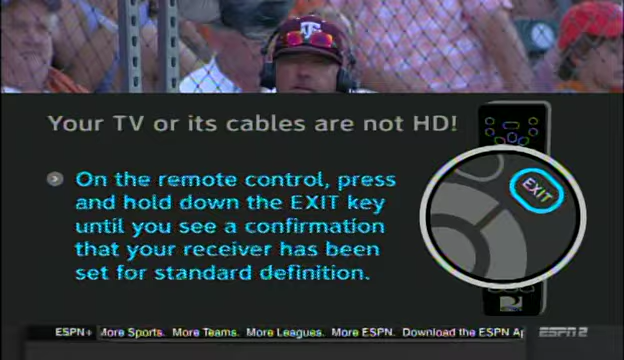 Your TV or its cables are not HD!
On the remote control, press
and hold down the EXIT key
until you see a confirmation
that your receiver has been
set for standard definition.
EXIT
ESPN+ More Sports. More Teams. More Leagues. More ESPN. Download the ESPN Ap
ESPN2